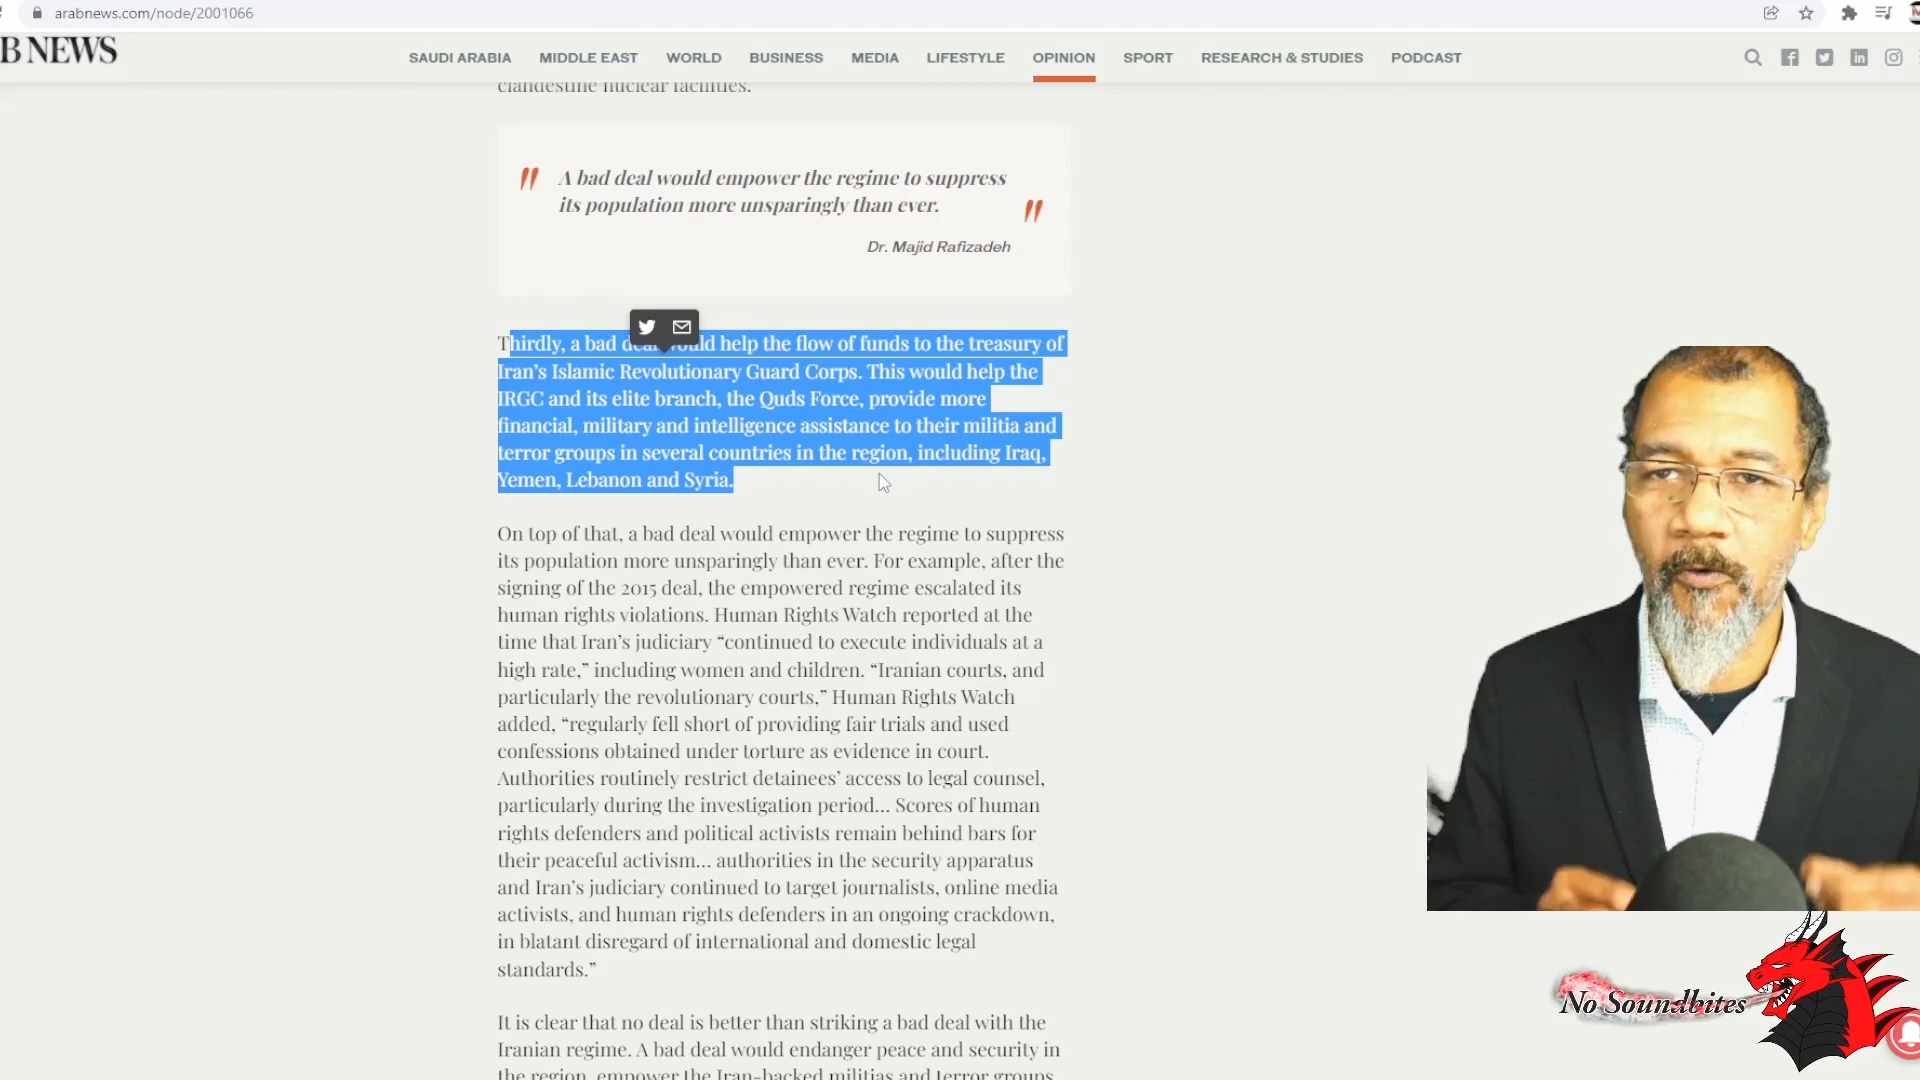 arabnews.com/node/2001066
B NEWS
SAUDI ARABIA MIDDLE EAST WORLD BUSINESS MEDIA LIFESTYLE OPINION SPORT RESEARCH & STUDIES PODCAST
clandestine nuclear facilities.
" A bad deal would empower the regime to suppress
its population more unsparingly than ever. "
Dr. Majid Rafizadeh
Thirdly, a bad deal would help the flow of funds to the treasury of
Iran’s Islamic Revolutionary Guard Corps. This would help the
IRGC and its elite branch, the Quds Force, provide more
financial, military and intelligence assistance to their militia and
terror groups in several countries in the region, including Iraq,
Yemen, Lebanon and Syria.
On top of that, a bad deal would empower the regime to suppress
its population more unsparingly than ever. For example, after the
signing of the 2015 deal, the empowered regime escalated its
human rights violations. Human Rights Watch reported at the
time that Iran’s judiciary “continued to execute individuals at a
high rate,” including women and children. “Iranian courts, and
particularly the revolutionary courts,” Human Rights Watch
added, “regularly fell short of providing fair trials and used
confessions obtained under torture as evidence in court.
Authorities routinely restrict detainees’ access to legal counsel,
particularly during the investigation period... Scores of human
rights defenders and political activists remain behind bars for
their peaceful activism... authorities in the security apparatus
and Iran’s judiciary continued to target journalists, online media
activists, and human rights defenders in an ongoing crackdown,
in blatant disregard of international and domestic legal
standards.”
It is clear that no deal is better than striking a bad deal with the
Iranian regime. A bad deal would endanger peace and security in
the region, empower the Iran-backed militias and terror groups
No Soundbites